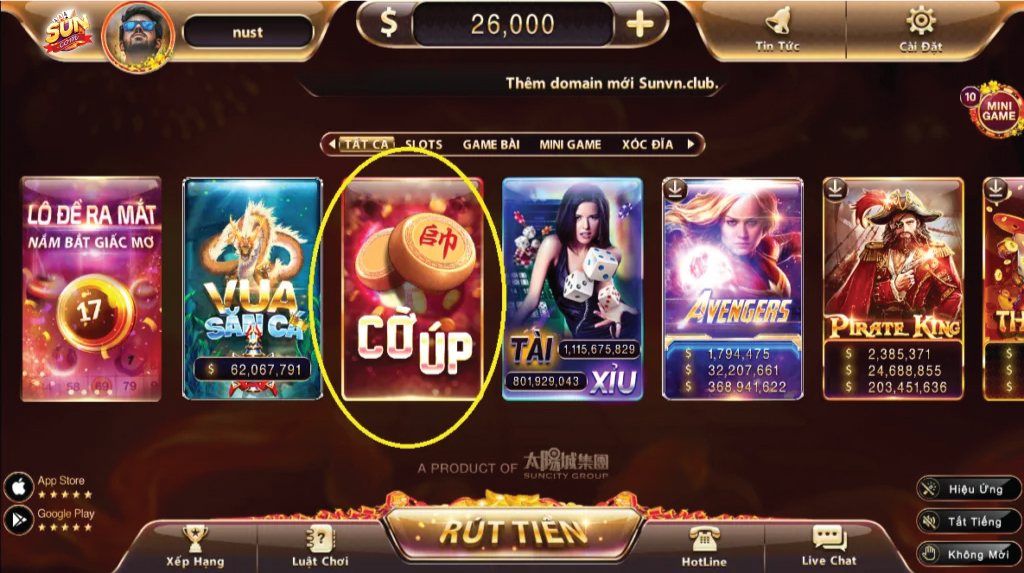 SUN
nust
$ 26,000 +
Tin Tức
Cài Đặt
Thêm domain mới Sunvn.club.
10
MINI
GAME
TẤT CẢ SLOTS GAME BÀI MINI GAME XÓC ĐĨA
LÔ ĐỀ RA MẮT
NẮM BẮT GIẤC MƠ
17
VUA
SĂN CÁ
$ 62,067,791
帥
CỜ
ÚP
TÀI 1,115,675,829
801,929,043 XỈU
AVENGERS
$ 1,794,475
$ 32,207,661
$ 368,941,622
PIRATE KING
$ 2,385,371
$ 24,688,855
$ 203,451,636
TH
$
$
$
A PRODUCT OF 太陽城集團
SUNCITY GROUP
App Store
Google Play
Hiệu Ứng
Tắt Tiếng
Không Mời
Xếp Hạng
Luật Chơi
RÚT TIỀN
HotLine
Live Chat